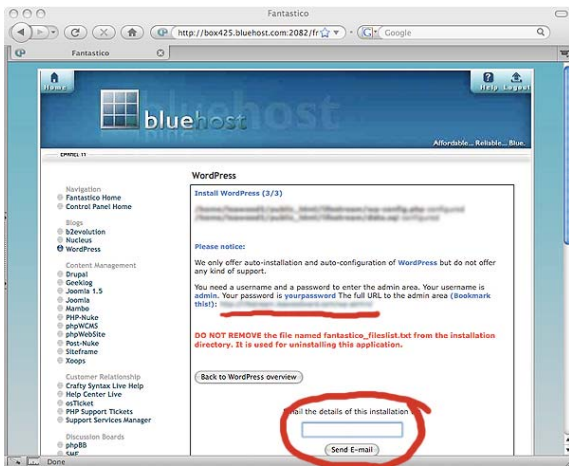 Fantastico
http://box425.bluehost.com:2082/fr
Google
Fantastico
Home
Help Logout
bluehost
Affordable... Reliable... Blue.
CPANEL 11
WordPress
Install WordPress (3/3)
Navigation
Fantastico Home
Control Panel Home
Blogs
b2evolution
Nucleus
WordPress
Content Management
Drupal
Geeklog
Joomla 1.5
Joomla
Mambo
PHP-Nuke
phpWCMS
phpWebSite
Post-Nuke
Siteframe
Xoops
Customer Relationship
Crafty Syntax Live Help
Help Center Live
osTicket
PHP Support Tickets
Support Services Manager
Discussion Boards
phpBB
SMF
Please notice:
We only offer auto-installation and auto-configuration of WordPress but do not offer
any kind of support.
You need a username and a password to enter the admin area. Your username is
admin. Your password is yourpassword The full URL to the admin area (Bookmark
this!):
DO NOT REMOVE the file named fantastico_fileslist.txt from the installation
directory. It is used for uninstalling this application.
Back to WordPress overview
Email the details of this installation
Send E-mail
Done